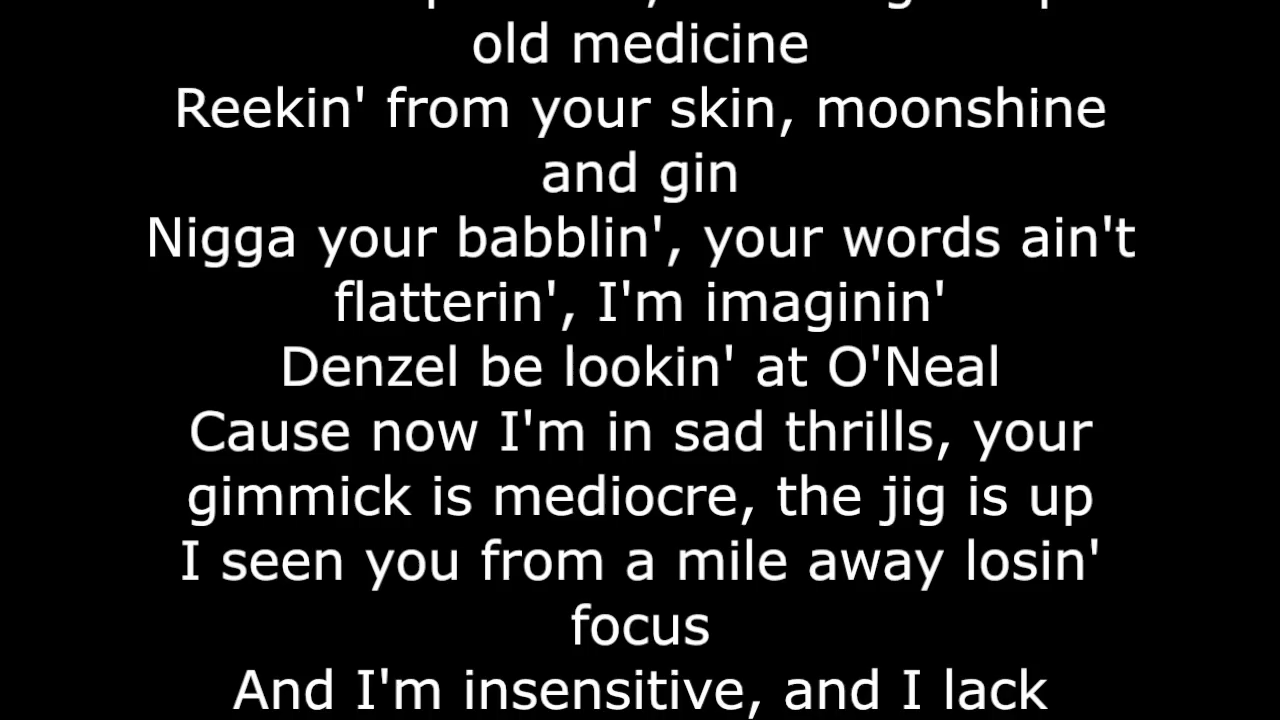 old medicine
Reekin' from your skin, moonshine
and gin
Nigga your babblin', your words ain't
flatterin', I'm imaginin'
Denzel be lookin' at O'Neal
Cause now I'm in sad thrills, your
gimmick is mediocre, the jig is up
I seen you from a mile away losin'
focus
And I'm insensitive, and I lack